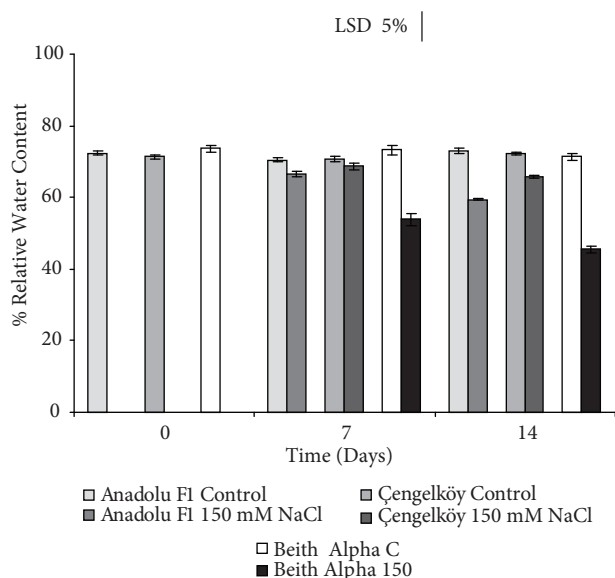 LSD 5%
100
80
60
40
20
0
% Relative Water Content
0 7 14
Time (Days)
Anadolu F1 Control Çengelköy Control
Anadolu F1 150 mM NaCl Çengelköy 150 mM NaCl
Beith Alpha C
Beith Alpha 150